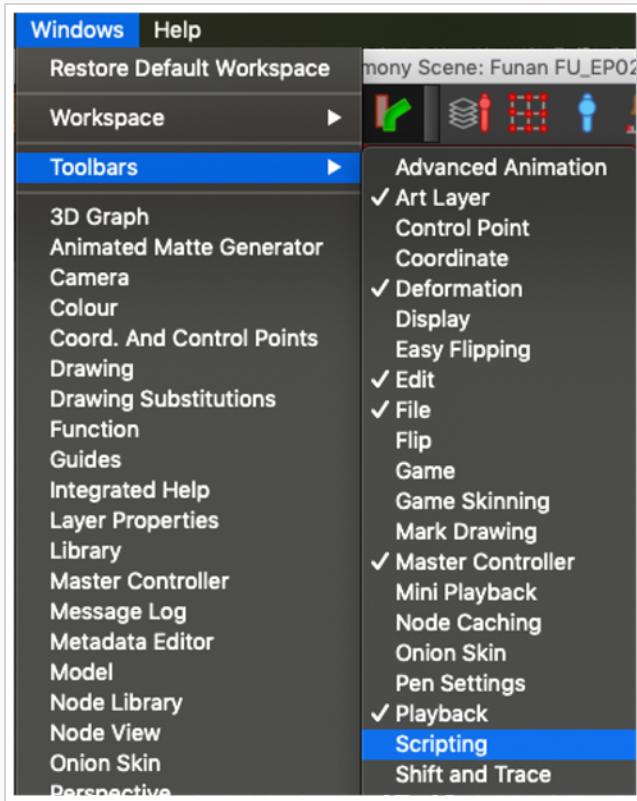 Windows Help
Restore Default Workspace
mony Scene: Funan FU_EP02
Workspace
Toolbars
3D Graph
Animated Matte Generator
Camera
Colour
Coord. And Control Points
Drawing
Drawing Substitutions
Function
Guides
Integrated Help
Layer Properties
Library
Master Controller
Message Log
Metadata Editor
Model
Node Library
Node View
Onion Skin
Perspective
Advanced Animation
✓ Art Layer
Control Point
Coordinate
✓ Deformation
Display
Easy Flipping
✓ Edit
✓ File
Flip
Game
Game Skinning
Mark Drawing
✓ Master Controller
Mini Playback
Node Caching
Onion Skin
Pen Settings
✓ Playback
Scripting
Shift and Trace